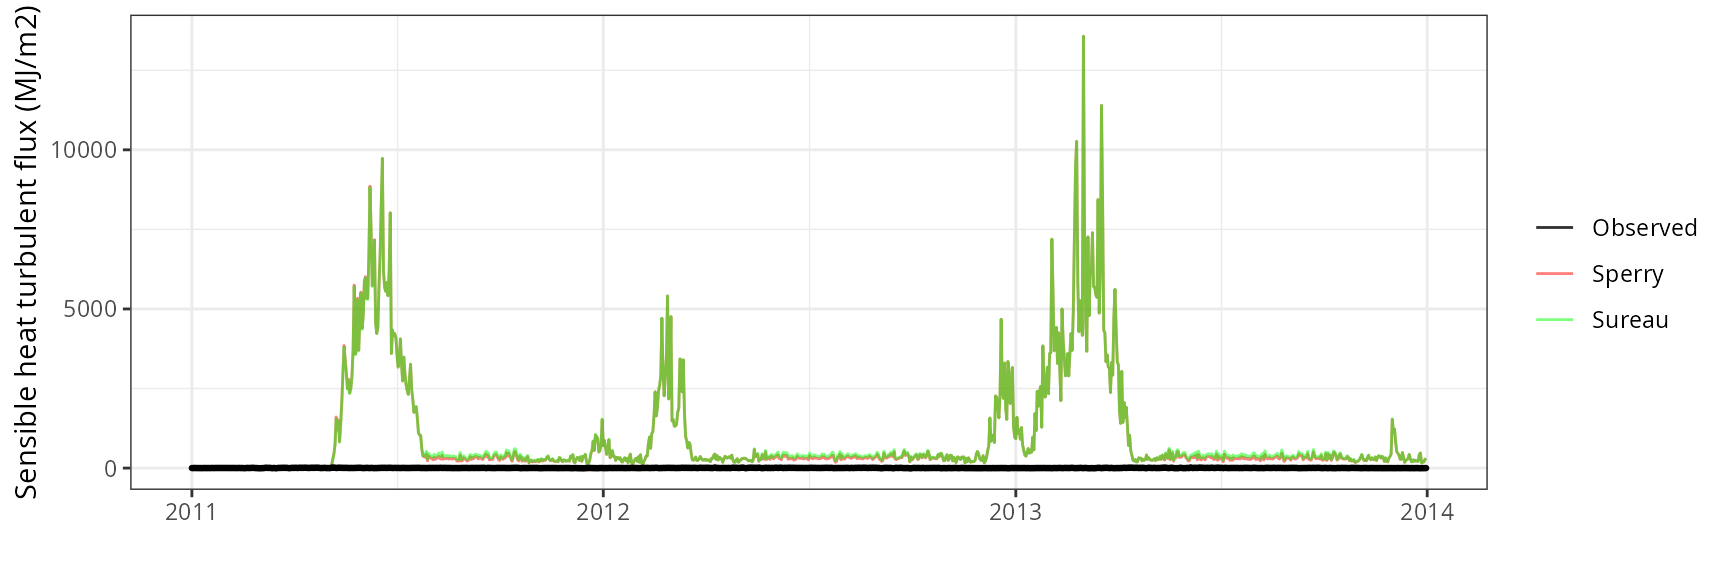 Sensible heat turbulent flux (MJ/m2)
10000
5000
0
2011
2012
2013
2014
Observed
Sperry
Sureau